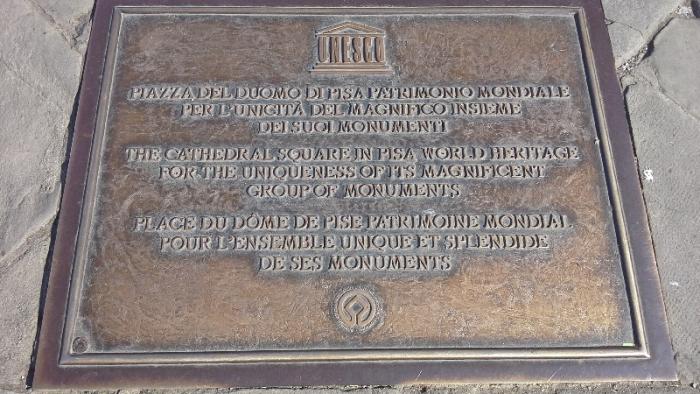 UNESCO
PIAZZA DEL DUOMO DI PISA PATRIMONIO MONDIALE
PER L'UNICITÀ DEL MAGNIFICO INSIEME
DEI SUOI MONUMENTI
THE CATHEDRAL SQUARE IN PISA WORLD HERITAGE
FOR THE UNIQUENESS OF ITS MAGNIFICENT
GROUP OF MONUMENTS
PLACE DU DÔME DE PISE PATRIMOINE MONDIAL
POUR L'ENSEMBLE UNIQUE ET SPLENDIDE
DE SES MONUMENTS